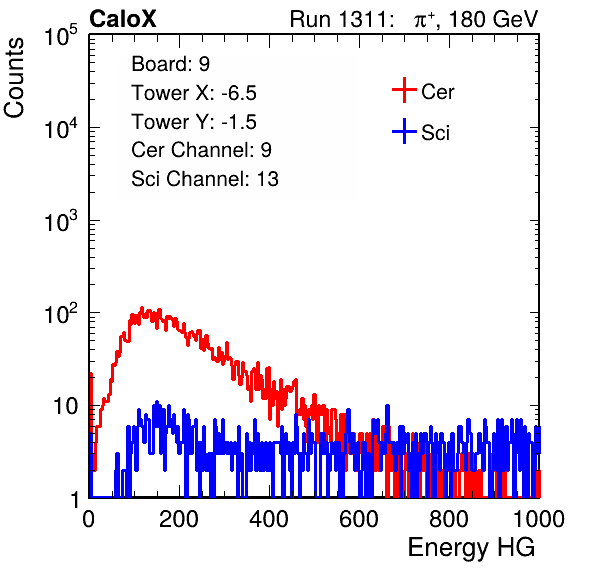 CaloX Run 1311: π⁺, 180 GeV
Counts
10⁵
10⁴
10³
10²
10
1
Board: 9
Tower X: -6.5
Tower Y: -1.5
Cer Channel: 9
Sci Channel: 13
Cer
Sci
0 200 400 600 800 1000
Energy HG